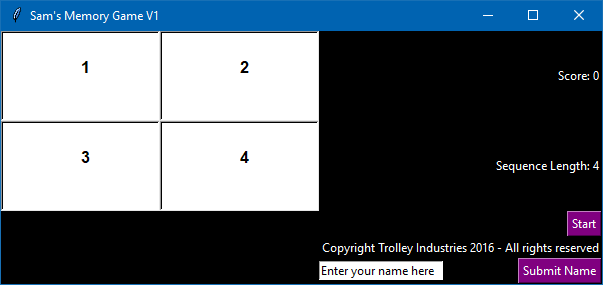 Sam's Memory Game V1
1
2
Score: 0
3
4
Sequence Length: 4
Start
Copyright Trolley Industries 2016 - All rights reserved
Enter your name here
Submit Name